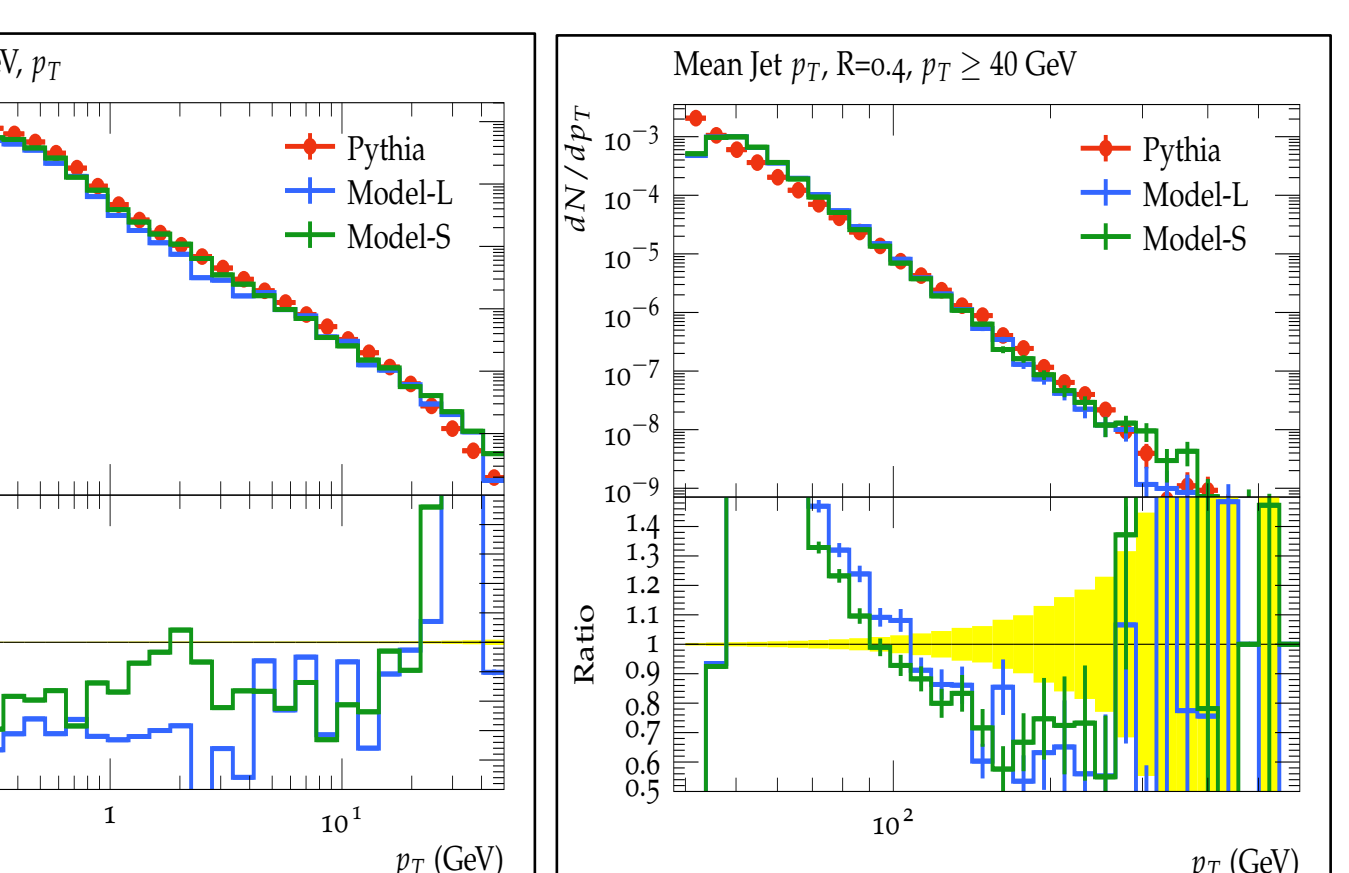 V, p_T
Pythia
Model-L
Model-S
1
10^1
p_T (GeV)
Mean Jet p_T, R=0.4, p_T ≥ 40 GeV
dN/dp_T
10^-3
10^-4
10^-5
10^-6
10^-7
10^-8
10^-9
Pythia
Model-L
Model-S
Ratio
1.4
1.3
1.2
1.1
1
0.9
0.8
0.7
0.6
0.5
10^2
p_T (GeV)